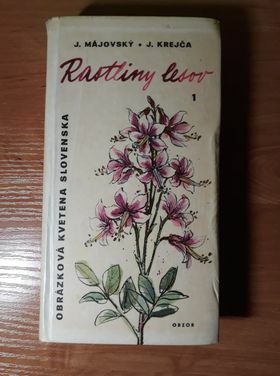 J. MÁJOVSKÝ • J. KREJČA
Rastliny lesov
1
OBRÁZKOVÁ KVETENA SLOVENSKA
OBZOR